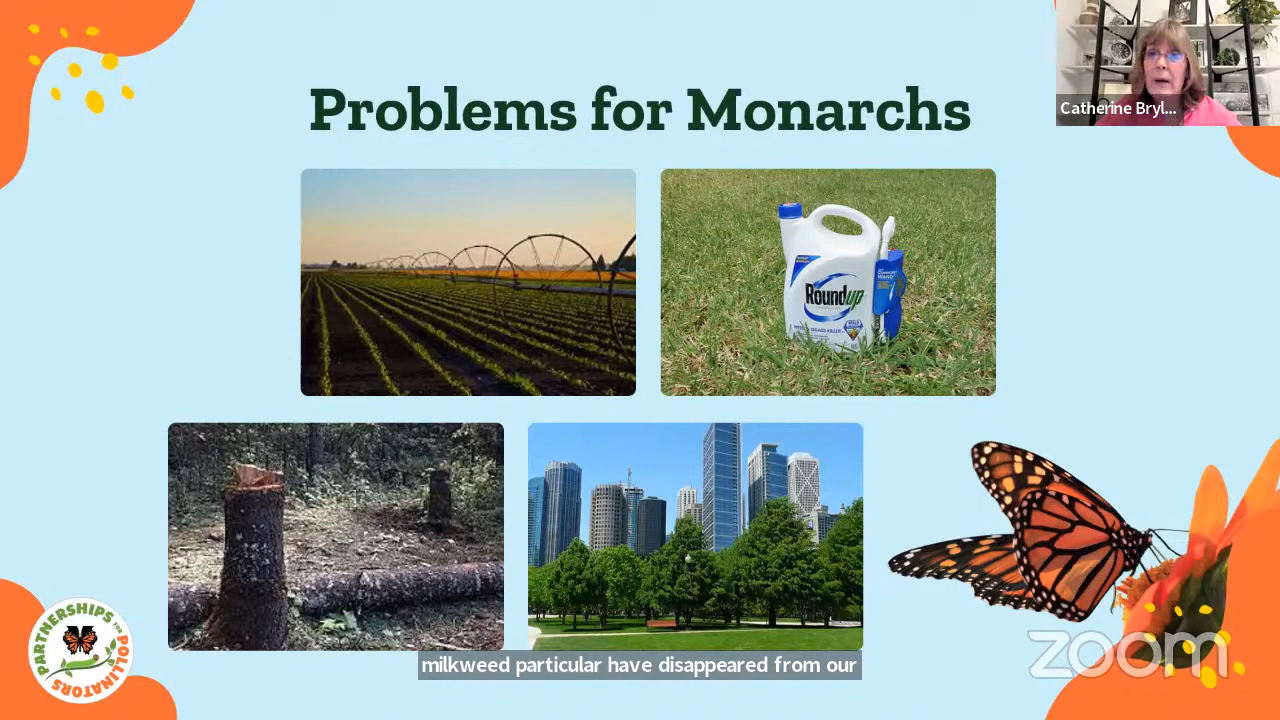 Problems for Monarchs
Catherine Bryl...
Roundup
PARTNERSHIPS FOR POLLINATORS
milkweed particular have disappeared from our
zoom